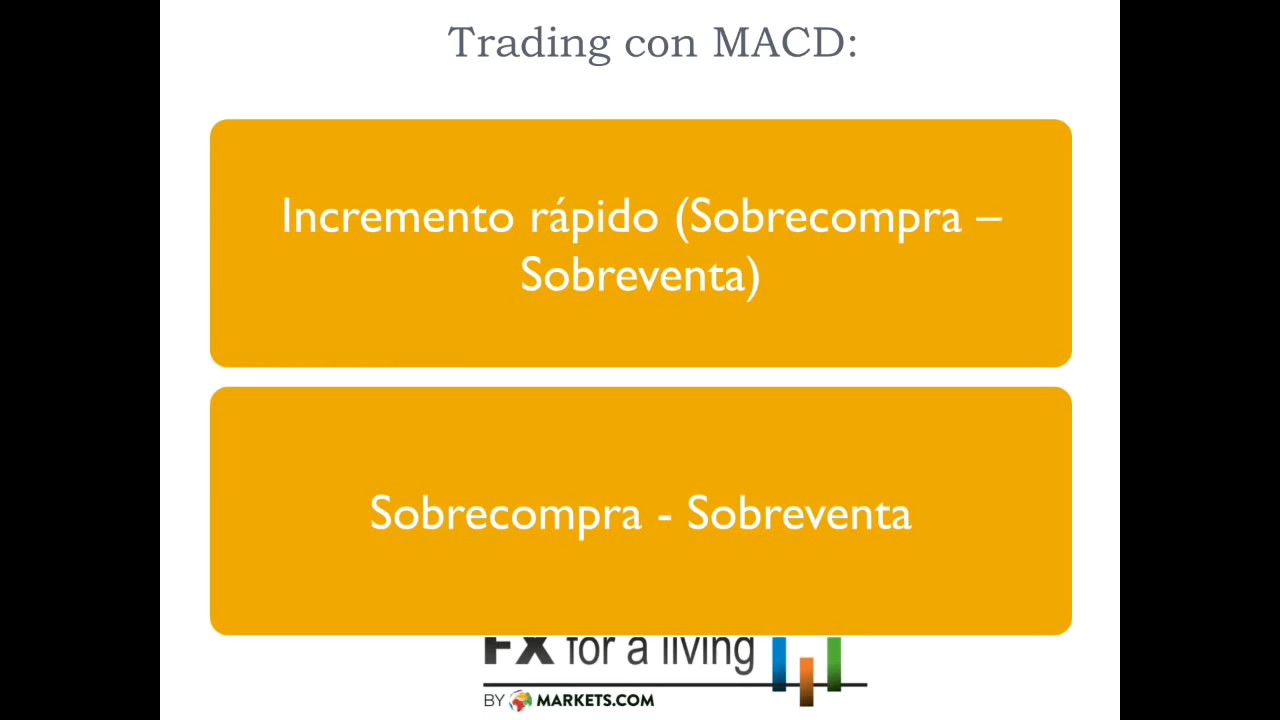 Trading con MACD:
Incremento rápido (Sobrecompra –
Sobreventa)
Sobrecompra - Sobreventa
FX for a living
BY MARKETS.COM